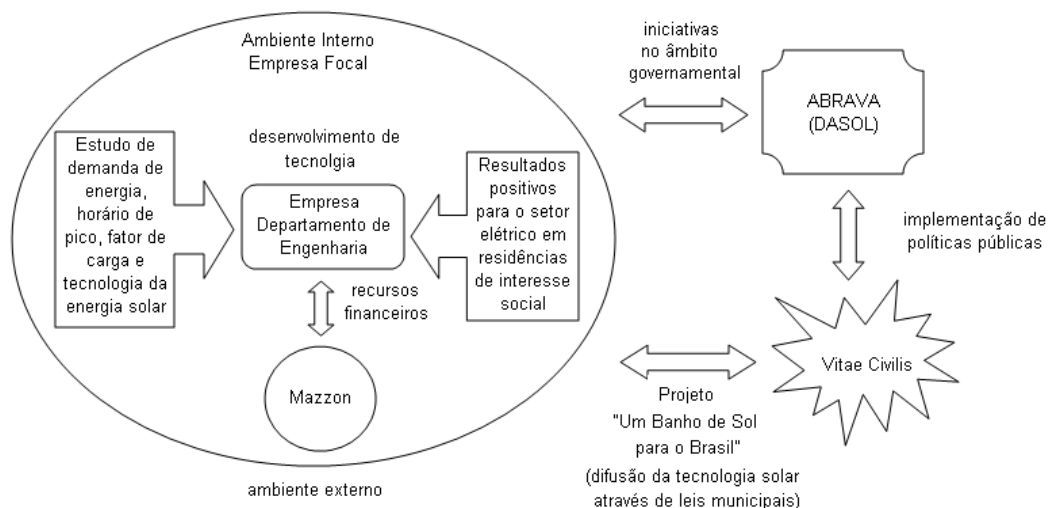 Ambiente Interno
Empresa Focal
Estudo de
demanda de
energia,
horário de
pico, fator de
carga e
tecnologia da
energia solar
desenvolvimento de
tecnolgia
Empresa
Departamento de
Engenharia
Resultados
positivos
para o setor
elétrico em
residências
de interesse
social
recursos
financeiros
Mazzon
ambiente externo
iniciativas
no âmbito
governamental
ABRAVA
(DASOL)
implementação de
políticas públicas
Vitae Civilis
Projeto
"Um Banho de Sol
para o Brasil"
(difusão da tecnologia solar
através de leis municipais)